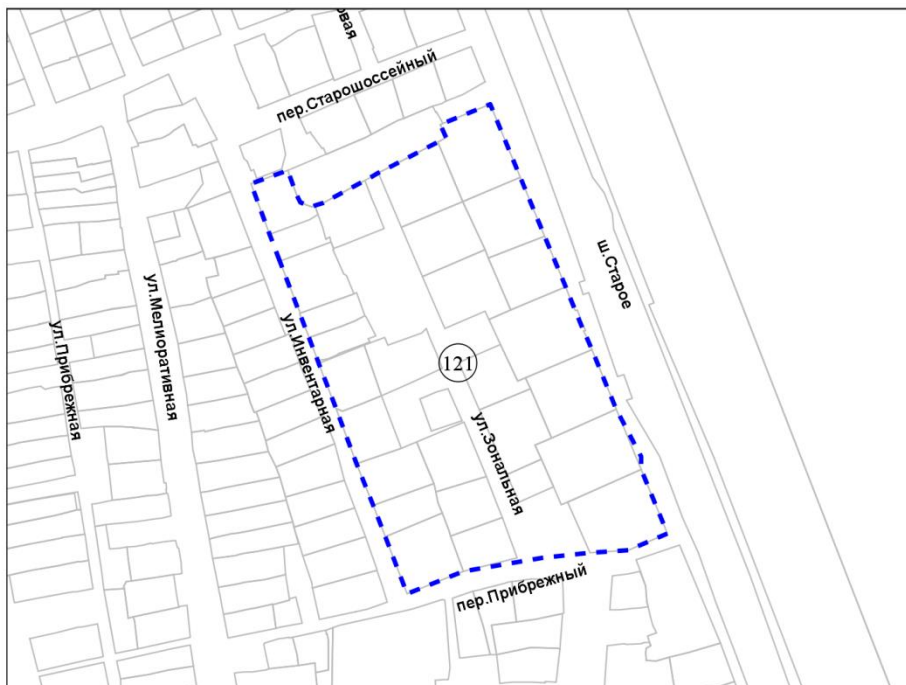 пер.Старошоссейный
ш.Старое
ул.Мелиоративная
ул.Прибрежная
ул.Инвентарная
121
ул.Зональная
пер.Прибрежный